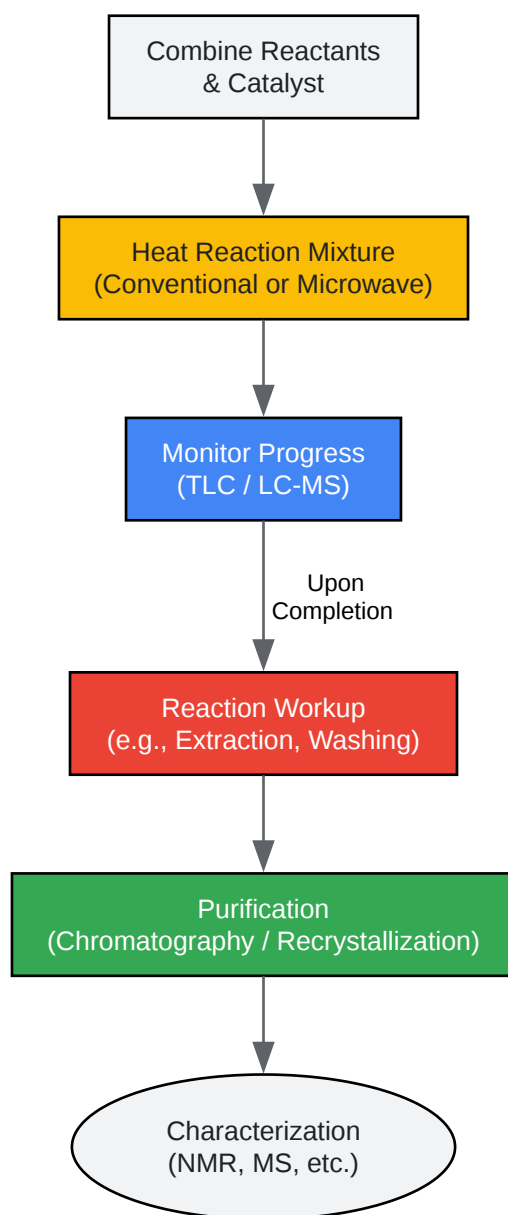 Combine Reactants
& Catalyst
Heat Reaction Mixture
(Conventional or Microwave)
Monitor Progress
(TLC / LC-MS)
Upon
Completion
Reaction Workup
(e.g., Extraction, Washing)
Purification
(Chromatography / Recrystallization)
Characterization
(NMR, MS, etc.)